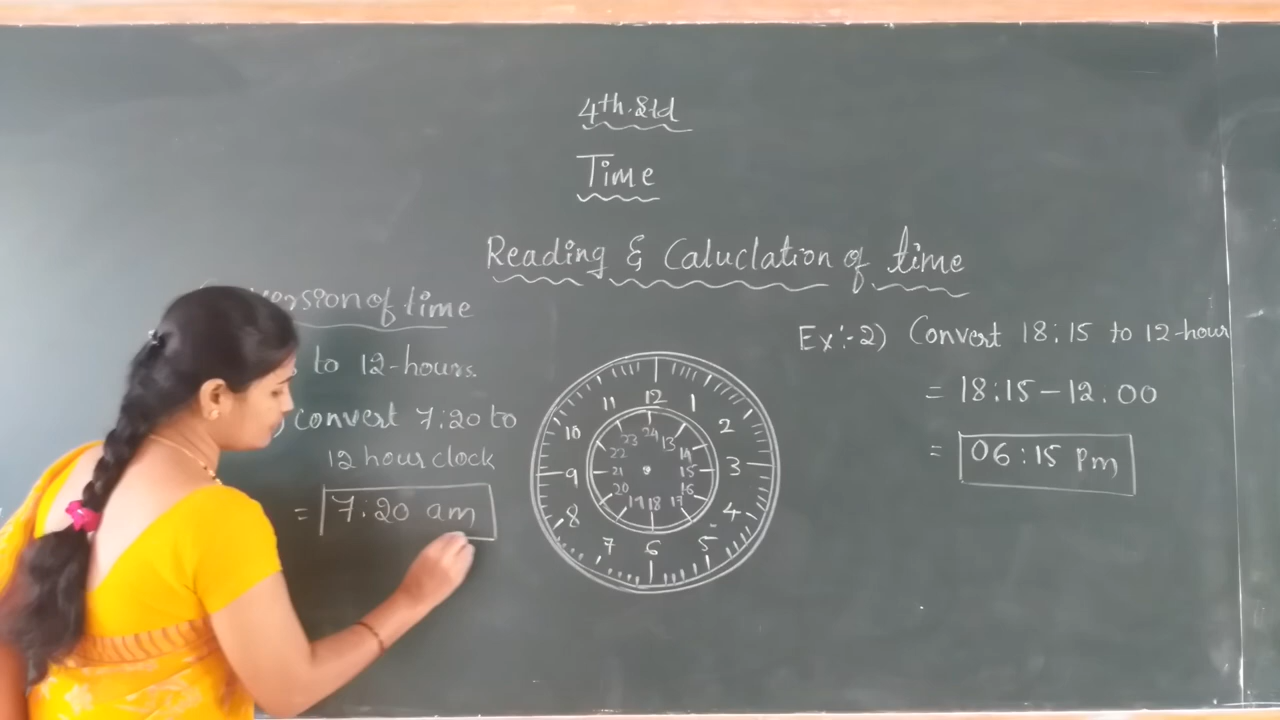 4th.Std
Time
Reading & Caluclation of time
ersion of time
to 12-hours.
convert 7:20 to
12 hour clock
= 7:20 am
12
1
2
3
4
5
6
7
8
9
10
11
24
13
14
15
16
17
18
19
20
21
22
23
Ex:-2) Convert 18:15 to 12-hour
= 18:15-12.00
= 06:15 Pm